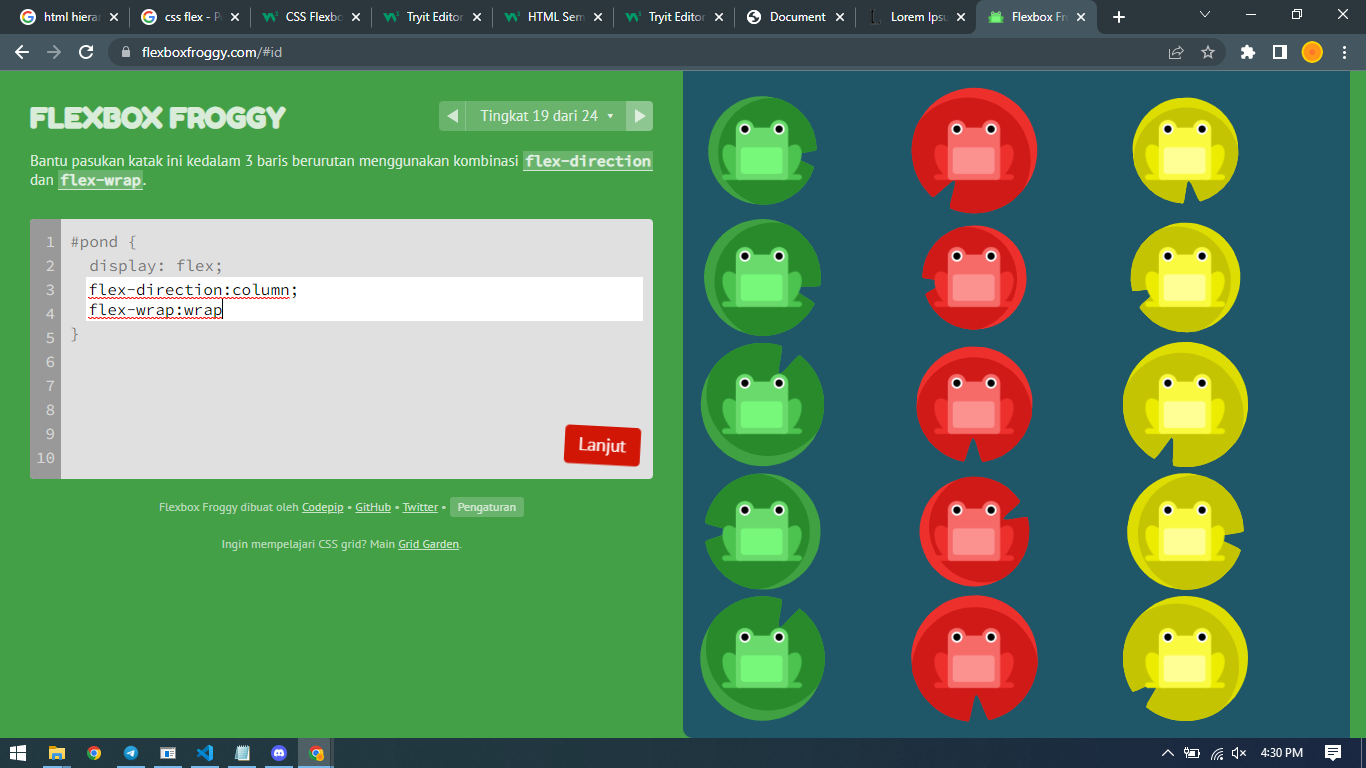 html hierar
css flex - P
CSS Flexbo
Tryit Editor
HTML Sem
Tryit Editor
Document
Lorem Ipsu
Flexbox Fro
flexboxfroggy.com/#id
FLEXBOX FROGGY
Tingkat 19 dari 24
Bantu pasukan katak ini kedalam 3 baris berurutan menggunakan kombinasi flex-direction
dan flex-wrap.
1 #pond {
2 display: flex;
3 flex-direction:column;
4 flex-wrap:wrap
5 }
6
7
8
9
10
Lanjut
Flexbox Froggy dibuat oleh Codepip • GitHub • Twitter • Pengaturan
Ingin mempelajari CSS grid? Main Grid Garden.
4:30 PM